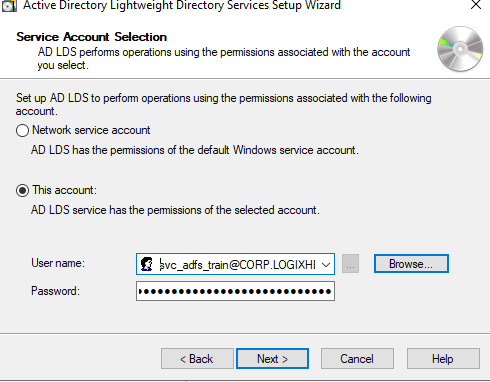 Active Directory Lightweight Directory Services Setup Wizard
Service Account Selection
AD LDS performs operations using the permissions associated with the account
you select.
Set up AD LDS to perform operations using the permissions associated with the following
account.
Network service account
AD LDS has the permissions of the default Windows service account.
This account:
AD LDS service has the permissions of the selected account.
User name:
svc_adfs_train@CORP.LOGIXHI
...
Browse...
Password:
< Back
Next >
Cancel
Help